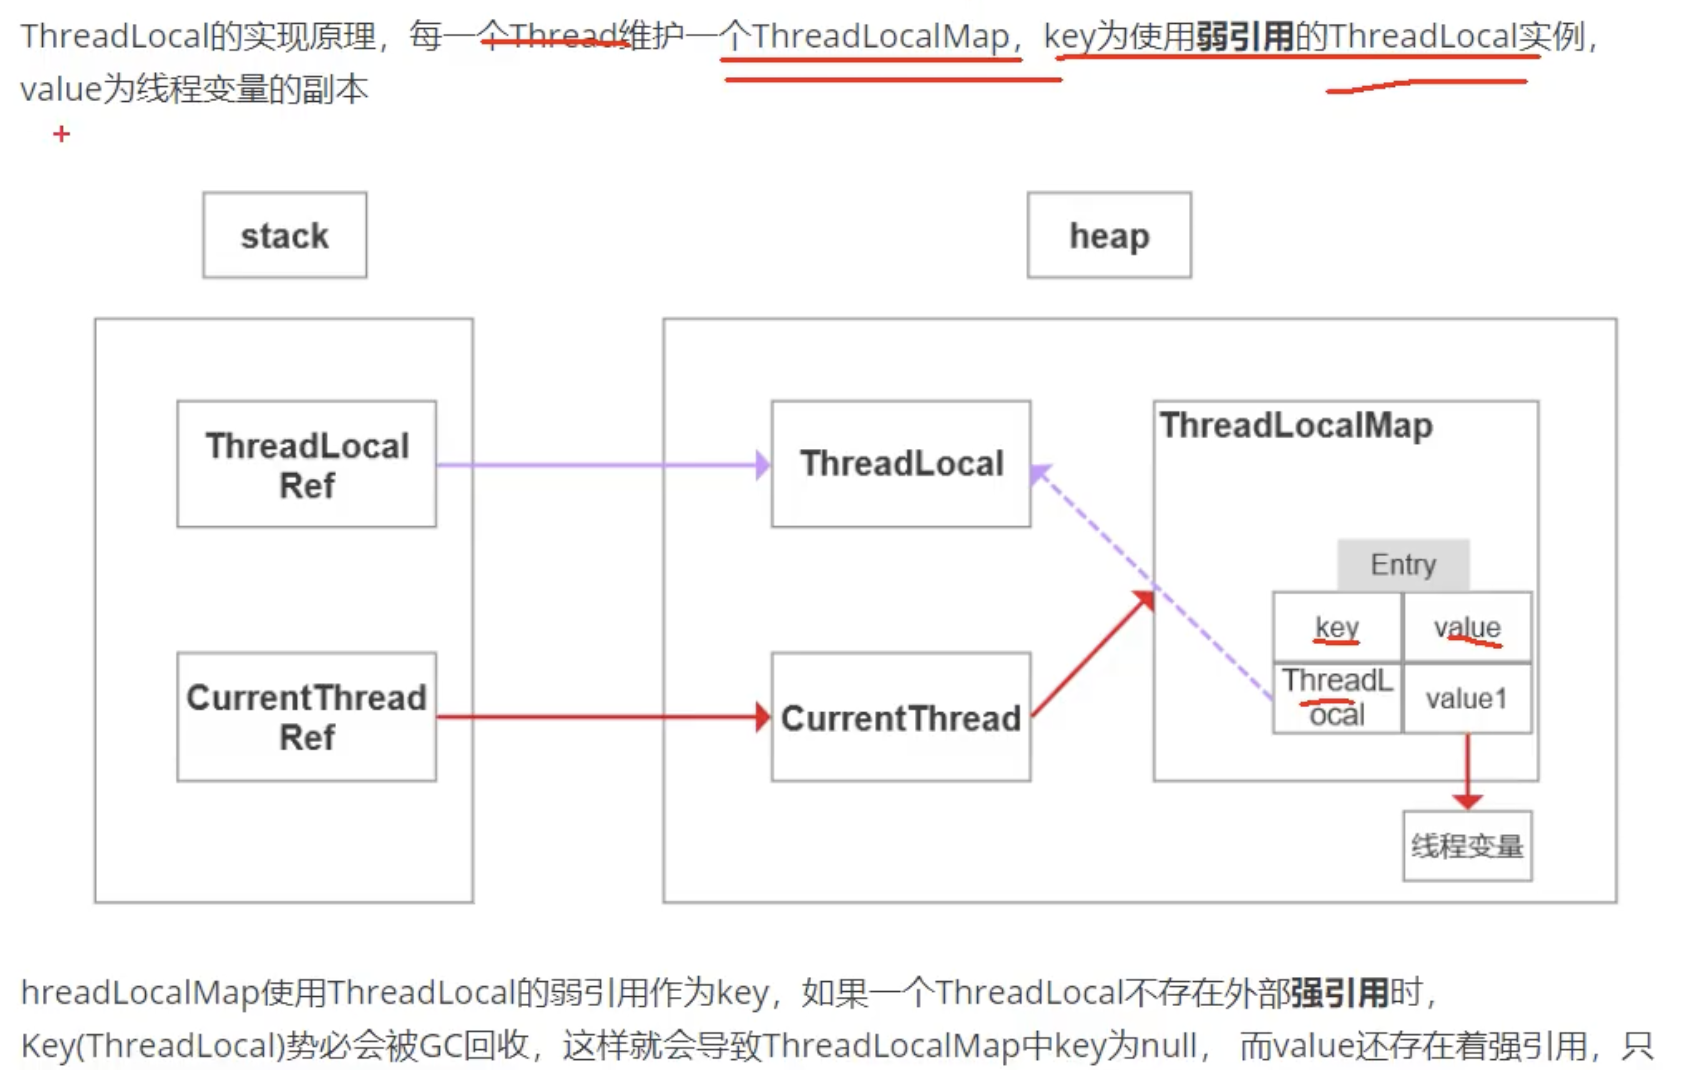 ThreadLocal的实现原理，每一个Thread维护一个ThreadLocalMap，key为使用弱引用的ThreadLocal实例，
value为线程变量的副本
stack
heap
ThreadLocal
Ref
ThreadLocal
ThreadLocalMap
Entry
key
value
ThreadL
ocal
value1
CurrentThread
Ref
CurrentThread
线程变量
hreadLocalMap使用ThreadLocal的弱引用作为key，如果一个ThreadLocal不存在外部强引用时，
Key(ThreadLocal)势必会被GC回收，这样就会导致ThreadLocalMap中key为null， 而value还存在着强引用，只